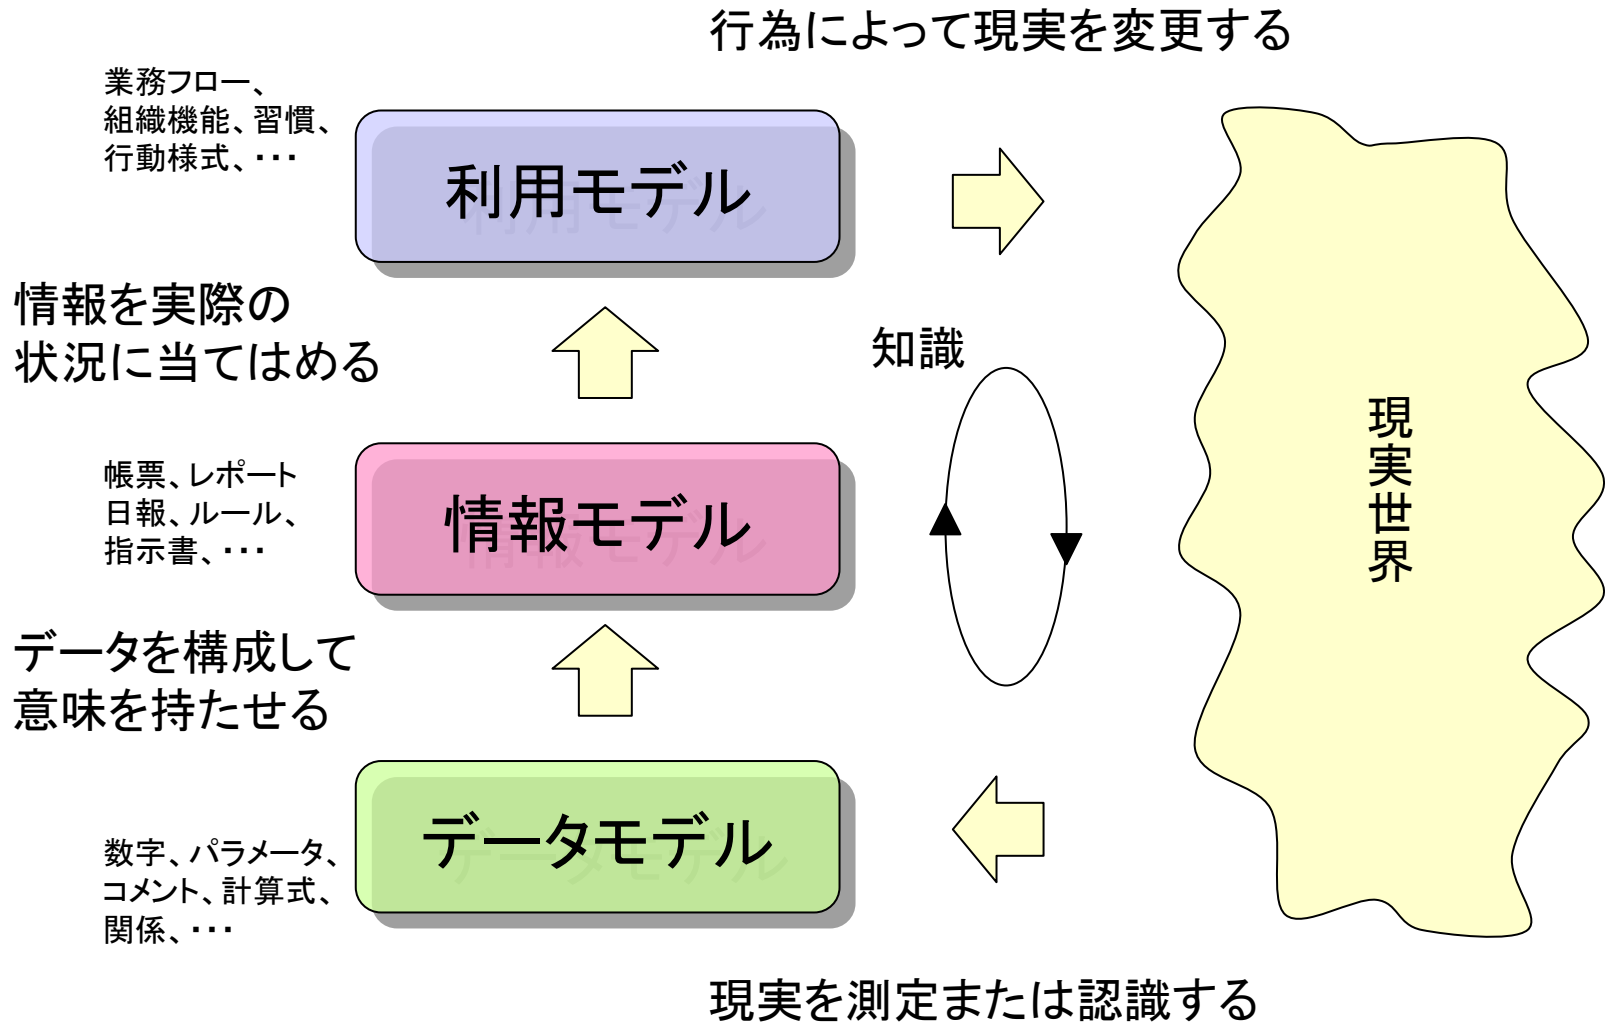 行為によって現実を変更する
業務フロー、
組織機能、習慣、
行動様式、・・・
利用モデル
情報を実際の
状況に当てはめる
知識
現実世界
帳票、レポート
日報、ルール、
指示書、・・・
情報モデル
データを構成して
意味を持たせる
データモデル
数字、パラメータ、
コメント、計算式、
関係、・・・
現実を測定または認識する